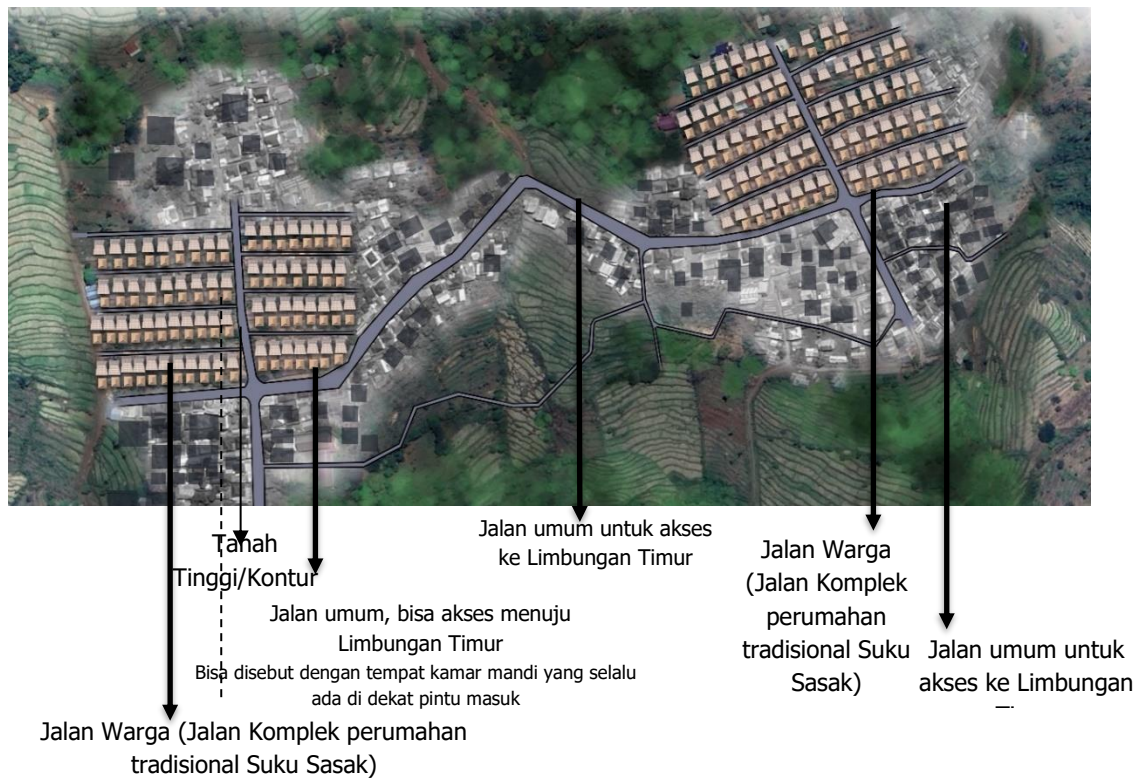 Tanah
Tinggi/Kontur
Jalan umum, bisa akses menuju
Limbungan Timur
Bisa disebut dengan tempat kamar mandi yang selalu
ada di dekat pintu masuk
Jalan Warga (Jalan Komplek perumahan
tradisional Suku Sasak)
Jalan umum untuk akses
ke Limbungan Timur
Jalan Warga
(Jalan Komplek
perumahan
tradisional Suku
Sasak)
Jalan umum untuk
akses ke Limbungan